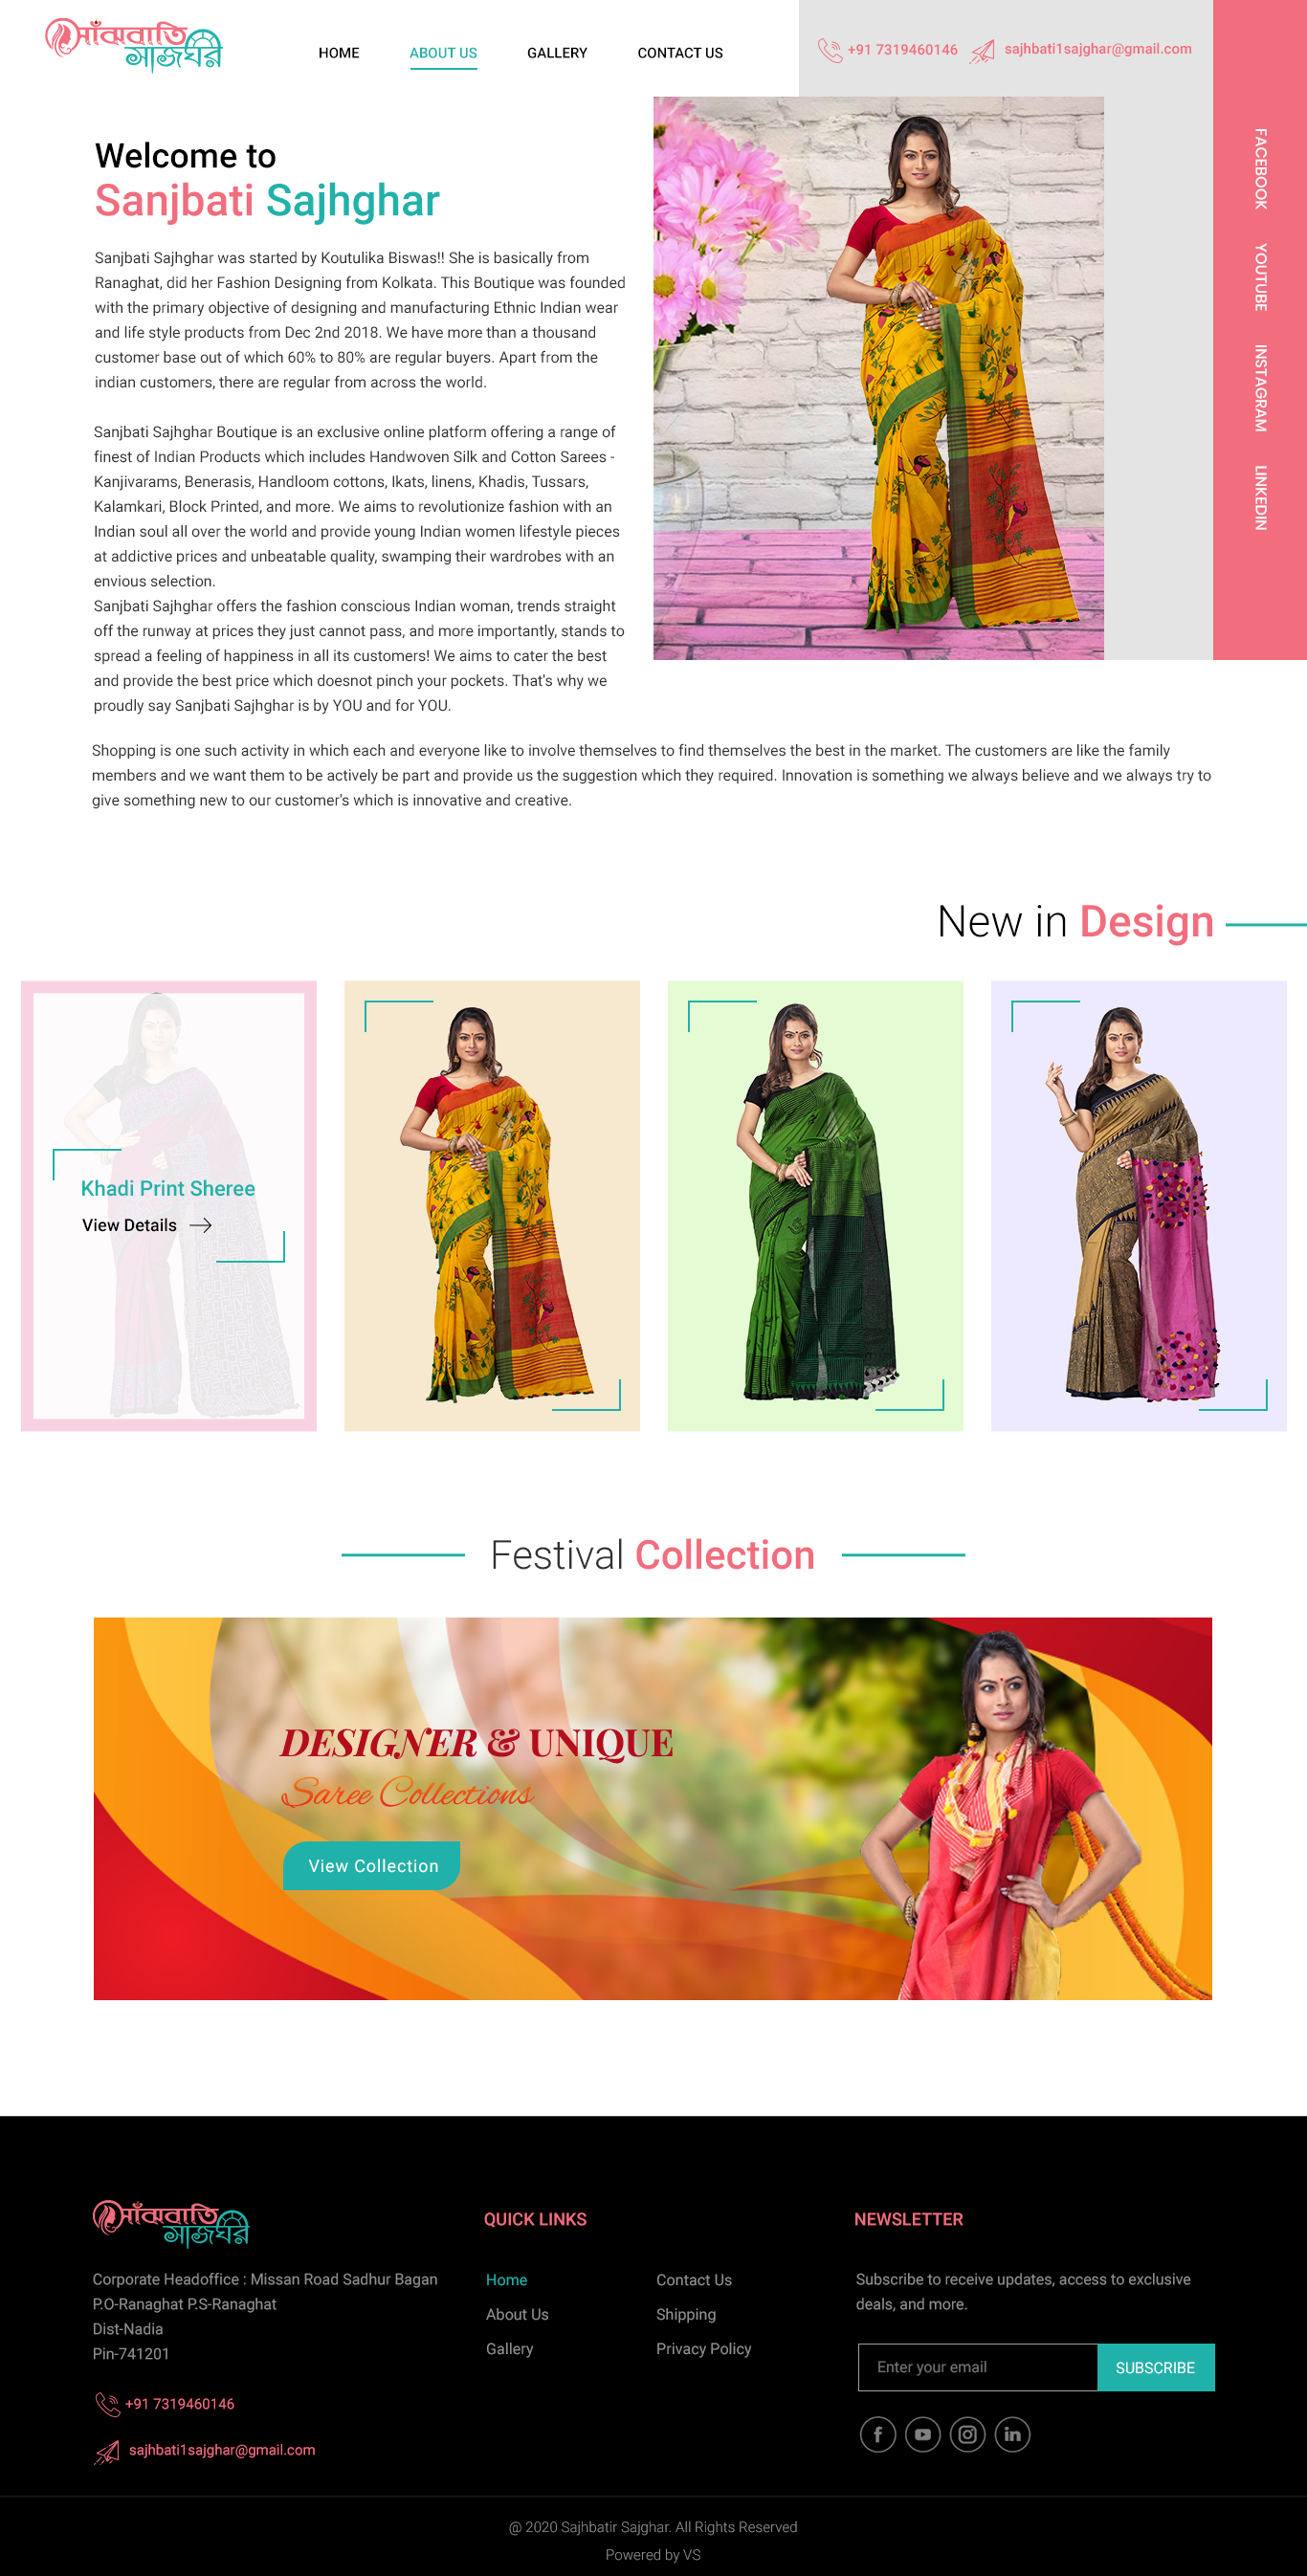 সাঁঝবাতি
সাজঘর
HOME ABOUT US GALLERY CONTACT US
+91 7319460146 sajhbati1sajghar@gmail.com
FACEBOOK YOUTUBE INSTAGRAM LINKEDIN
Welcome to
Sanjbati Sajhghar
Sanjbati Sajhghar was started by Koutulika Biswas!! She is basically from
Ranaghat, did her Fashion Designing from Kolkata. This Boutique was founded
with the primary objective of designing and manufacturing Ethnic Indian wear
and life style products from Dec 2nd 2018. We have more than a thousand
customer base out of which 60% to 80% are regular buyers. Apart from the
indian customers, there are regular from across the world.
Sanjbati Sajhghar Boutique is an exclusive online platform offering a range of
finest of Indian Products which includes Handwoven Silk and Cotton Sarees -
Kanjivarams, Benerasis, Handloom cottons, Ikats, linens, Khadis, Tussars,
Kalamkari, Block Printed, and more. We aims to revolutionize fashion with an
Indian soul all over the world and provide young Indian women lifestyle pieces
at addictive prices and unbeatable quality, swamping their wardrobes with an
envious selection.
Sanjbati Sajhghar offers the fashion conscious Indian woman, trends straight
off the runway at prices they just cannot pass, and more importantly, stands to
spread a feeling of happiness in all its customers! We aims to cater the best
and provide the best price which doesnot pinch your pockets. That's why we
proudly say Sanjbati Sajhghar is by YOU and for YOU.
Shopping is one such activity in which each and everyone like to involve themselves to find themselves the best in the market. The customers are like the family
members and we want them to be actively be part and provide us the suggestion which they required. Innovation is something we always believe and we always try to
give something new to our customer's which is innovative and creative.
New in Design
Khadi Print Sheree
View Details
Festival Collection
DESIGNER & UNIQUE
Saree Collections
View Collection
সাঁঝবাতি
সাজঘর
Corporate Headoffice : Missan Road Sadhur Bagan
P.O-Ranaghat P.S-Ranaghat
Dist-Nadia
Pin-741201
+91 7319460146
sajhbati1sajghar@gmail.com
QUICK LINKS
Home
About Us
Gallery
Contact Us
Shipping
Privacy Policy
NEWSLETTER
Subscribe to receive updates, access to exclusive
deals, and more.
Enter your email SUBSCRIBE
@ 2020 Sajhbatir Sajghar. All Rights Reserved
Powered by VS